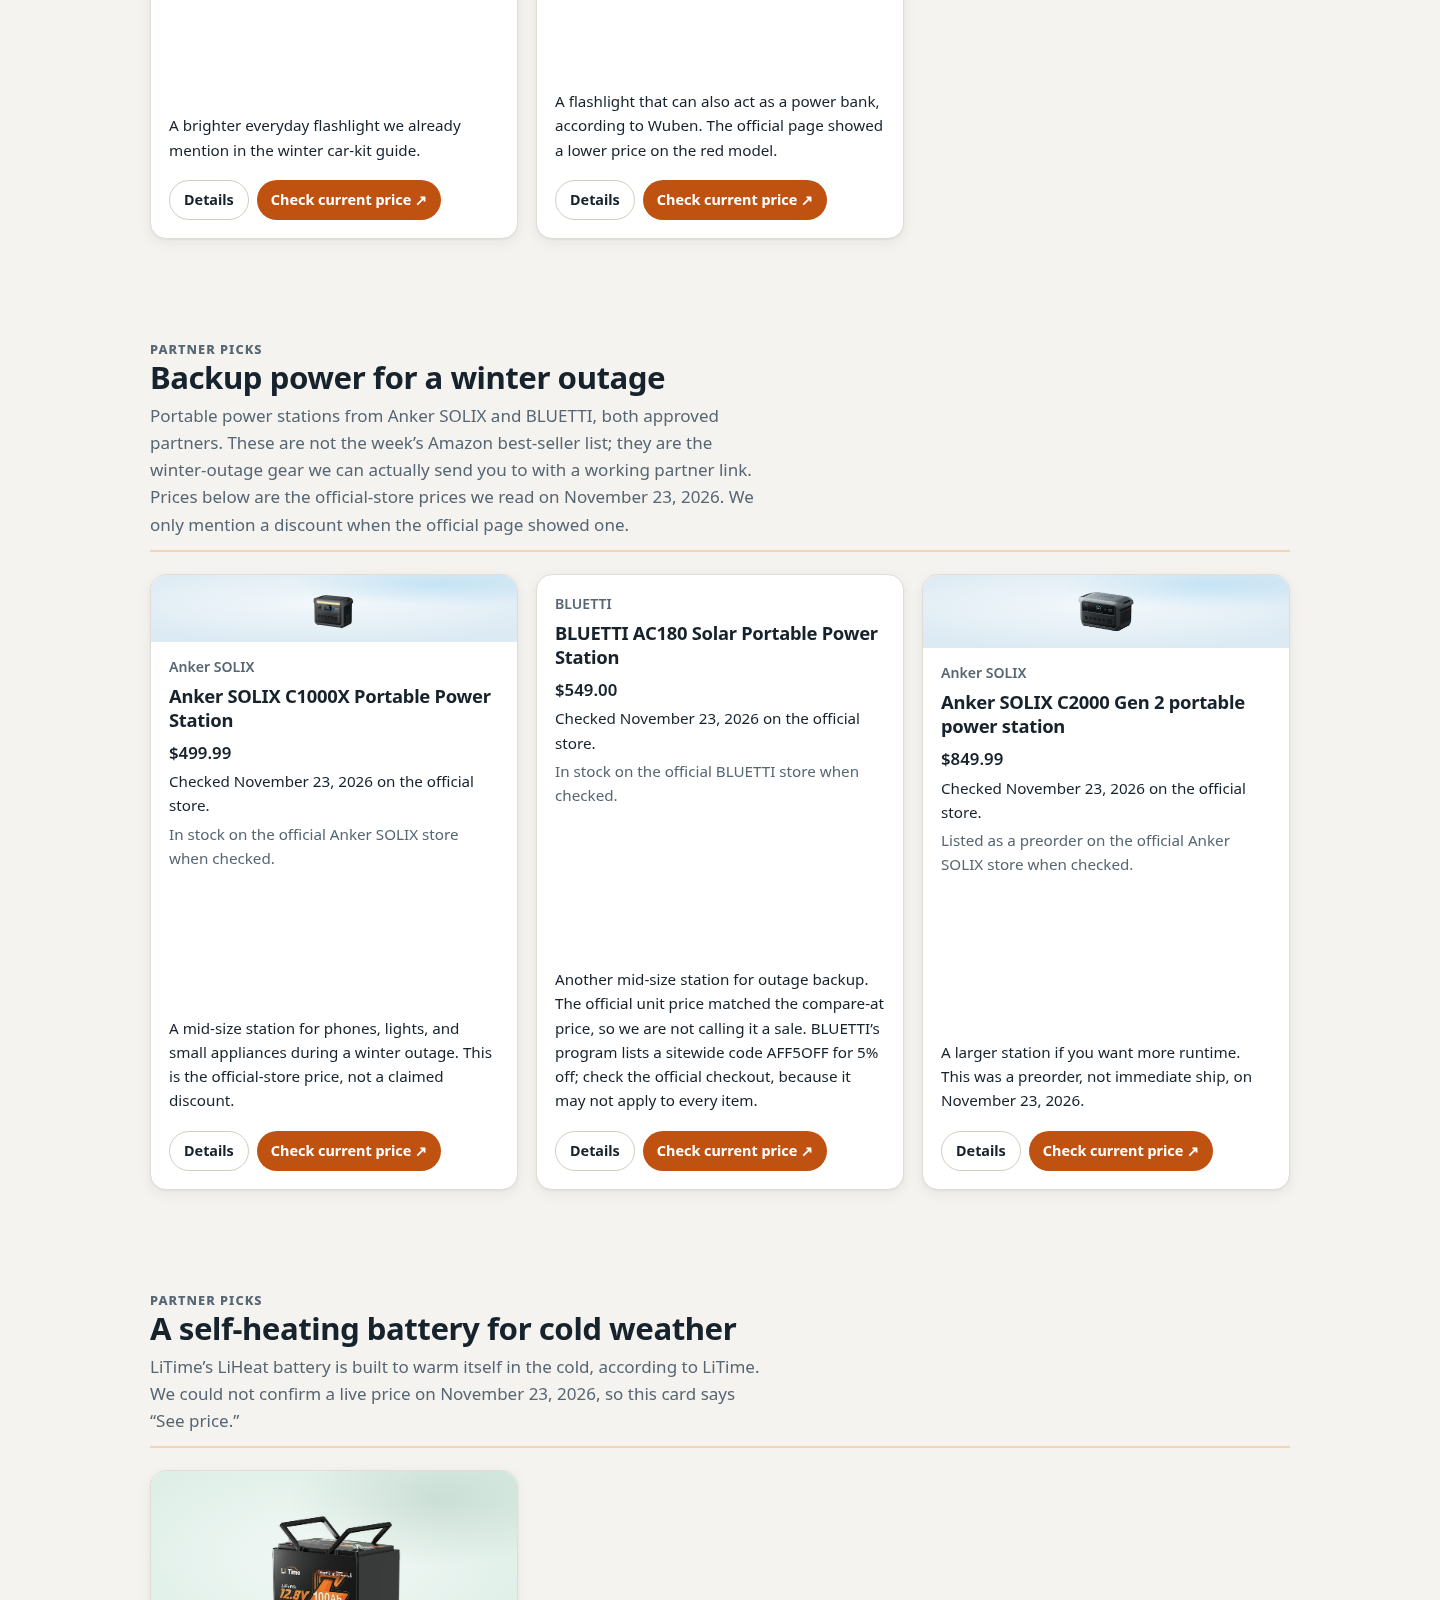 A brighter everyday flashlight we already
mention in the winter car-kit guide.
Details
Check current price ↗
A flashlight that can also act as a power bank,
according to Wuben. The official page showed
a lower price on the red model.
Details
Check current price ↗
PARTNER PICKS
Backup power for a winter outage
Portable power stations from Anker SOLIX and BLUETTI, both approved
partners. These are not the week’s Amazon best-seller list; they are the
winter-outage gear we can actually send you to with a working partner link.
Prices below are the official-store prices we read on November 23, 2026. We
only mention a discount when the official page showed one.
Anker SOLIX
Anker SOLIX C1000X Portable Power
Station
$499.99
Checked November 23, 2026 on the official
store.
In stock on the official Anker SOLIX store
when checked.
A mid-size station for phones, lights, and
small appliances during a winter outage. This
is the official-store price, not a claimed
discount.
Details
Check current price ↗
BLUETTI
BLUETTI AC180 Solar Portable Power
Station
$549.00
Checked November 23, 2026 on the official
store.
In stock on the official BLUETTI store when
checked.
Another mid-size station for outage backup.
The official unit price matched the compare-at
price, so we are not calling it a sale. BLUETTI’s
program lists a sitewide code AFF5OFF for 5%
off; check the official checkout, because it
may not apply to every item.
Details
Check current price ↗
Anker SOLIX
Anker SOLIX C2000 Gen 2 portable
power station
$849.99
Checked November 23, 2026 on the official
store.
Listed as a preorder on the official Anker
SOLIX store when checked.
A larger station if you want more runtime.
This was a preorder, not immediate ship, on
November 23, 2026.
Details
Check current price ↗
PARTNER PICKS
A self-heating battery for cold weather
LiTime’s LiHeat battery is built to warm itself in the cold, according to LiTime.
We could not confirm a live price on November 23, 2026, so this card says
“See price.”
Li Time
12.8V
100Ah